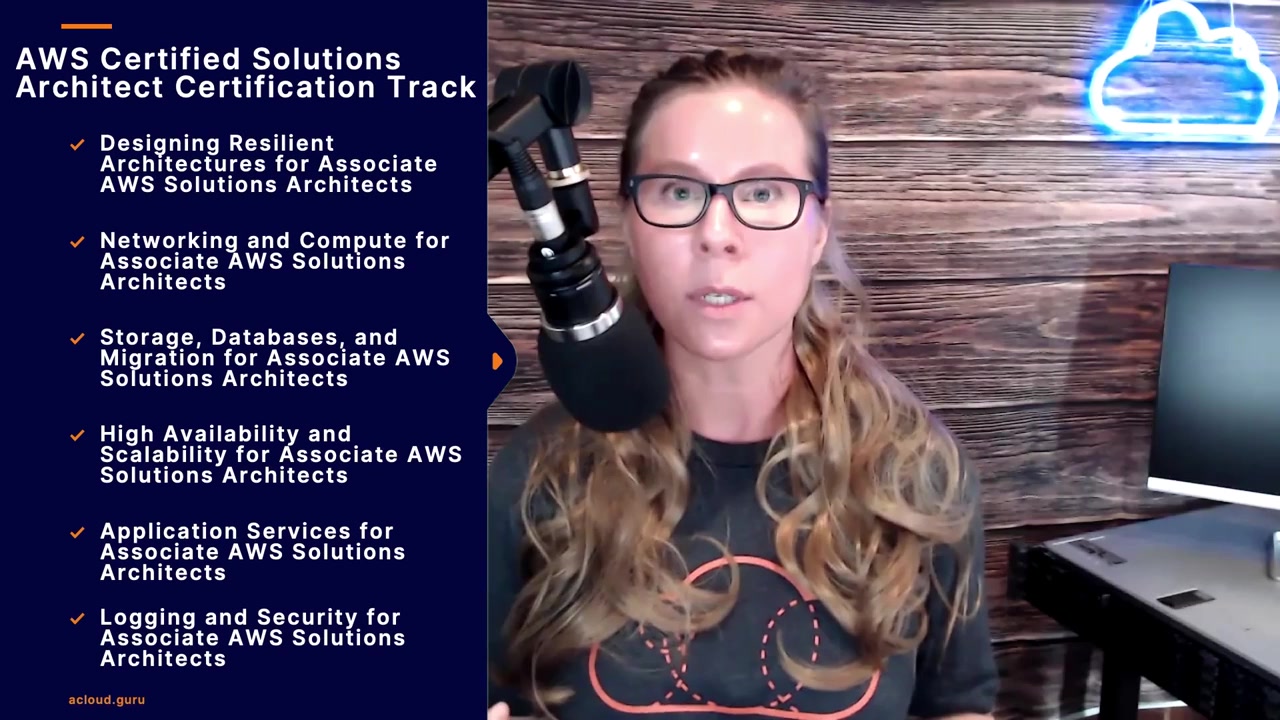 AWS Certified Solutions
Architect Certification Track
Designing Resilient
Architectures for Associate
AWS Solutions Architects
Networking and Compute for
Associate AWS Solutions
Architects
Storage, Databases, and
Migration for Associate AWS
Solutions Architects
High Availability and
Scalability for Associate AWS
Solutions Architects
Application Services for
Associate AWS Solutions
Architects
Logging and Security for
Associate AWS Solutions
Architects
acloud.guru